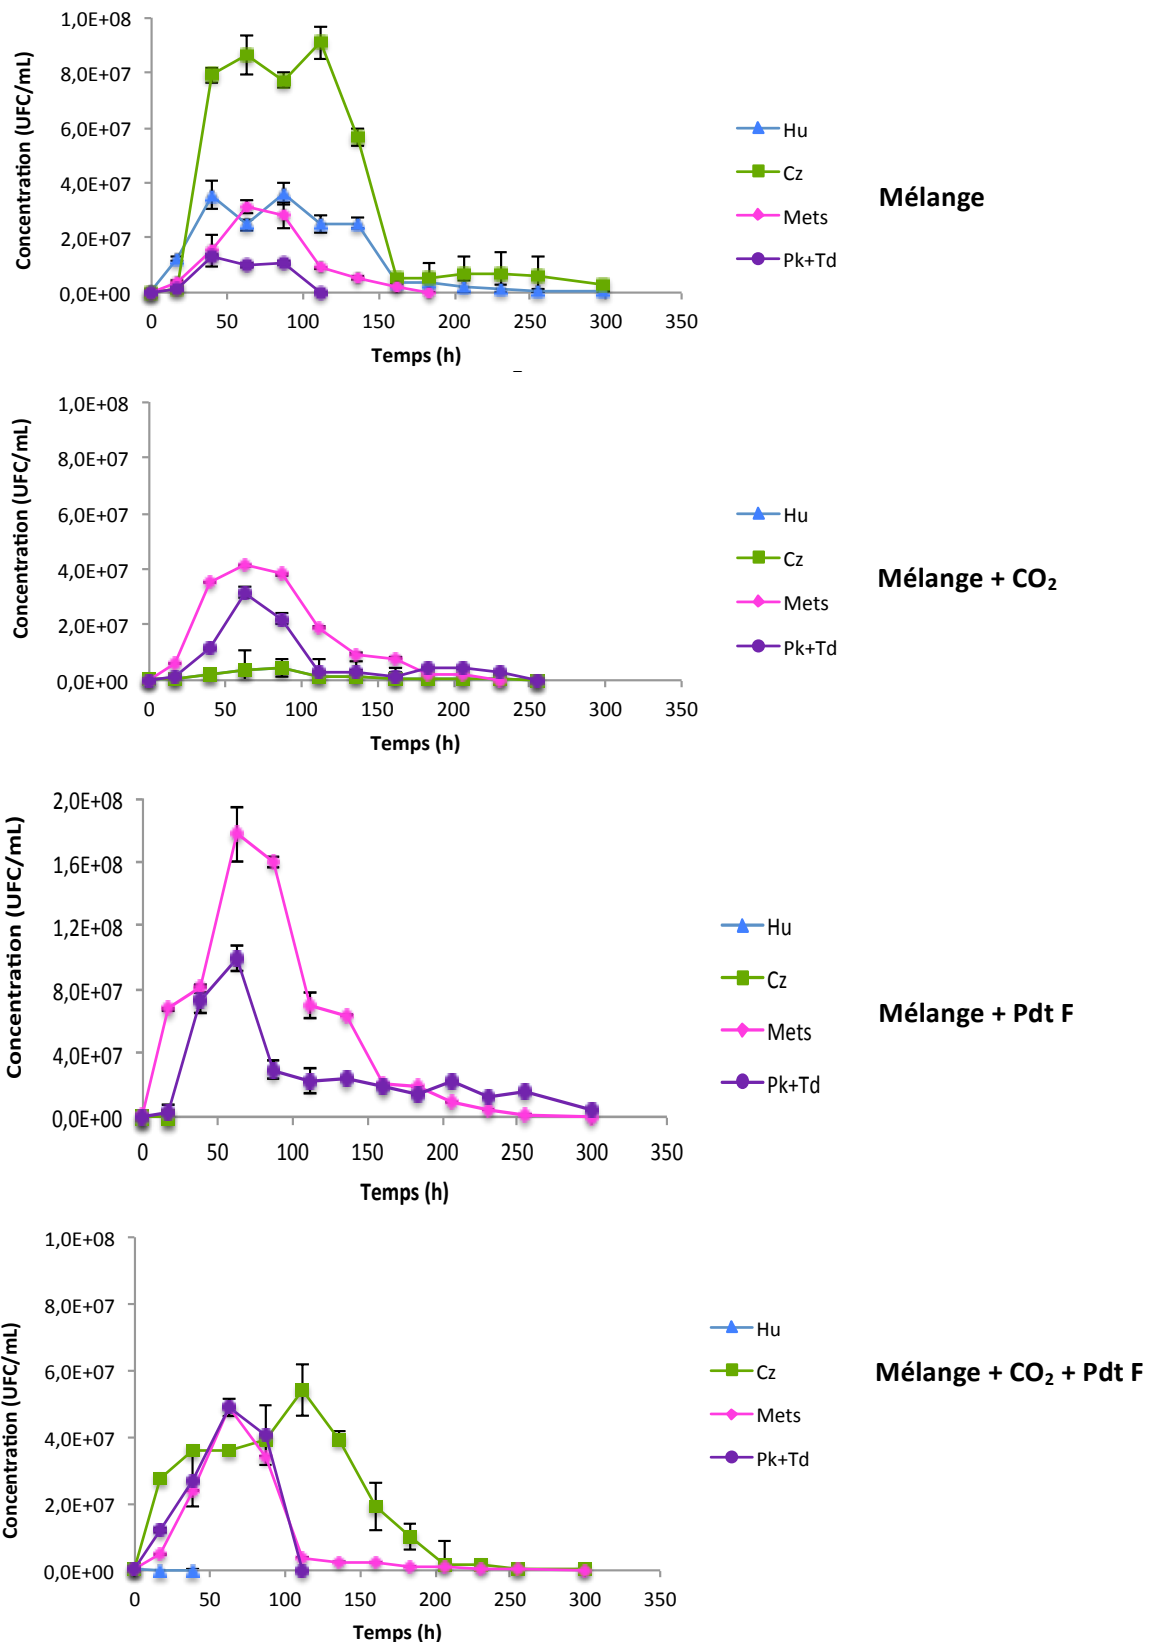 Concentration (UFC/mL)
1,0E+08
8,0E+07
6,0E+07
4,0E+07
2,0E+07
0,0E+00
0 50 100 150 200 250 300 350
Temps (h)
Hu
Cz
Mets
Pk+Td
Mélange
Concentration (UFC/mL)
1,0E+08
8,0E+07
6,0E+07
4,0E+07
2,0E+07
0,0E+00
0 50 100 150 200 250 300 350
Temps (h)
Hu
Cz
Mets
Pk+Td
Mélange + CO₂
Concentration (UFC/mL)
2,0E+08
1,6E+08
1,2E+08
8,0E+07
4,0E+07
0,0E+00
0 50 100 150 200 250 300 350
Temps (h)
Hu
Cz
Mets
Pk+Td
Mélange + Pdt F
Concentration (UFC/mL)
1,0E+08
8,0E+07
6,0E+07
4,0E+07
2,0E+07
0,0E+00
0 50 100 150 200 250 300 350
Temps (h)
Hu
Cz
Mets
Pk+Td
Mélange + CO₂ + Pdt F